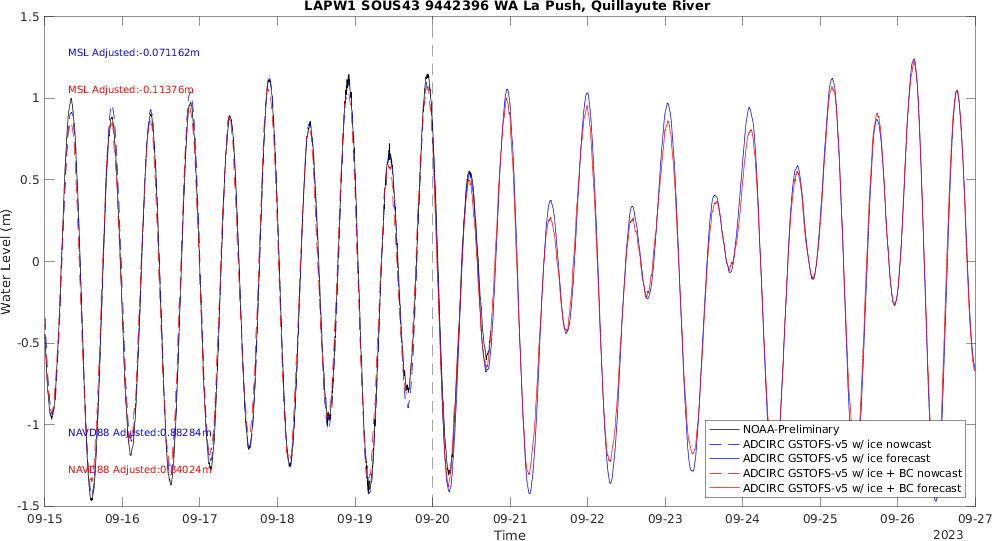 LAPW1 SOUS43 9442396 WA La Push, Quillayute River
MSL Adjusted:-0.071162m
MSL Adjusted:-0.11376m
NAVD88 Adjusted:0.88284m
NAVD88 Adjusted:0.84024m
Water Level (m)
1.5
1
0.5
0
-0.5
-1
-1.5
NOAA-Preliminary
ADCIRC GSTOFS-v5 w/ ice nowcast
ADCIRC GSTOFS-v5 w/ ice forecast
ADCIRC GSTOFS-v5 w/ ice + BC nowcast
ADCIRC GSTOFS-v5 w/ ice + BC forecast
09-15 09-16 09-17 09-18 09-19 09-20 09-21 09-22 09-23 09-24 09-25 09-26 09-27
Time
2023